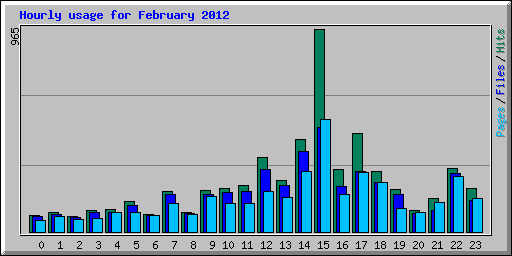 Hourly usage for February 2012
965
Pages / Files / Hits
0 1 2 3 4 5 6 7 8 9 10 11 12 13 14 15 16 17 18 19 20 21 22 23